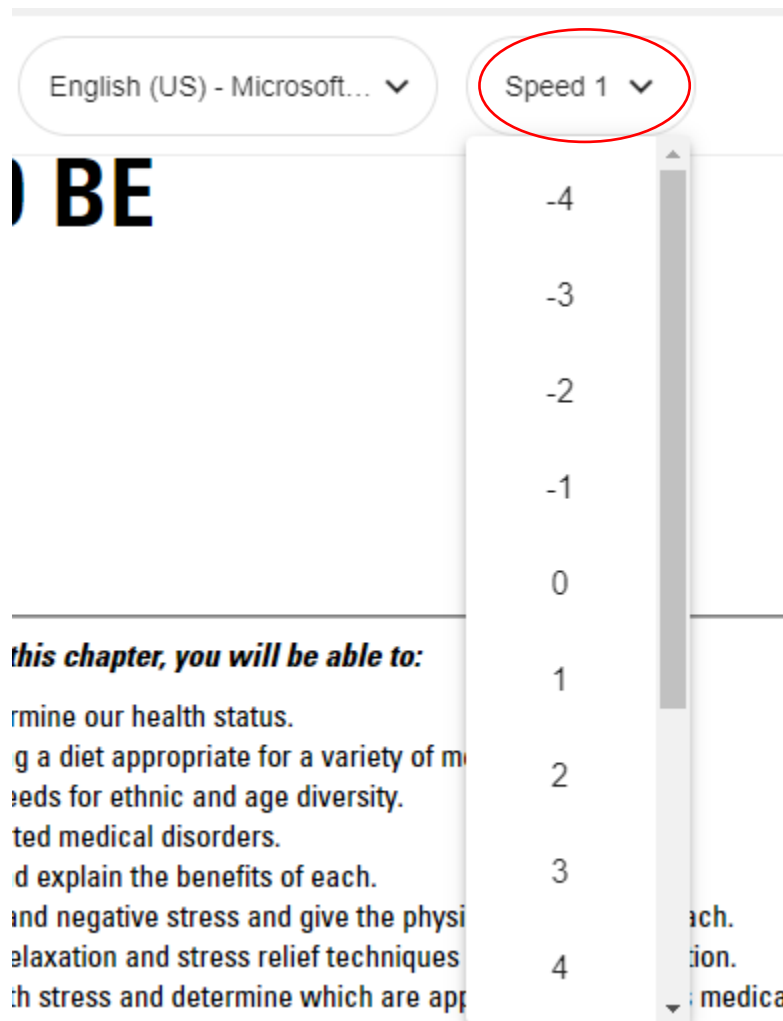 English (US) - Microsoft...
Speed 1
BE
-4
-3
-2
-1
0
1
2
3
4
this chapter, you will be able to:
rmine our health status.
g a diet appropriate for a variety of m
eeds for ethnic and age diversity.
ted medical disorders.
d explain the benefits of each.
and negative stress and give the physi ach.
elaxation and stress relief techniques tion.
th stress and determine which are app medica